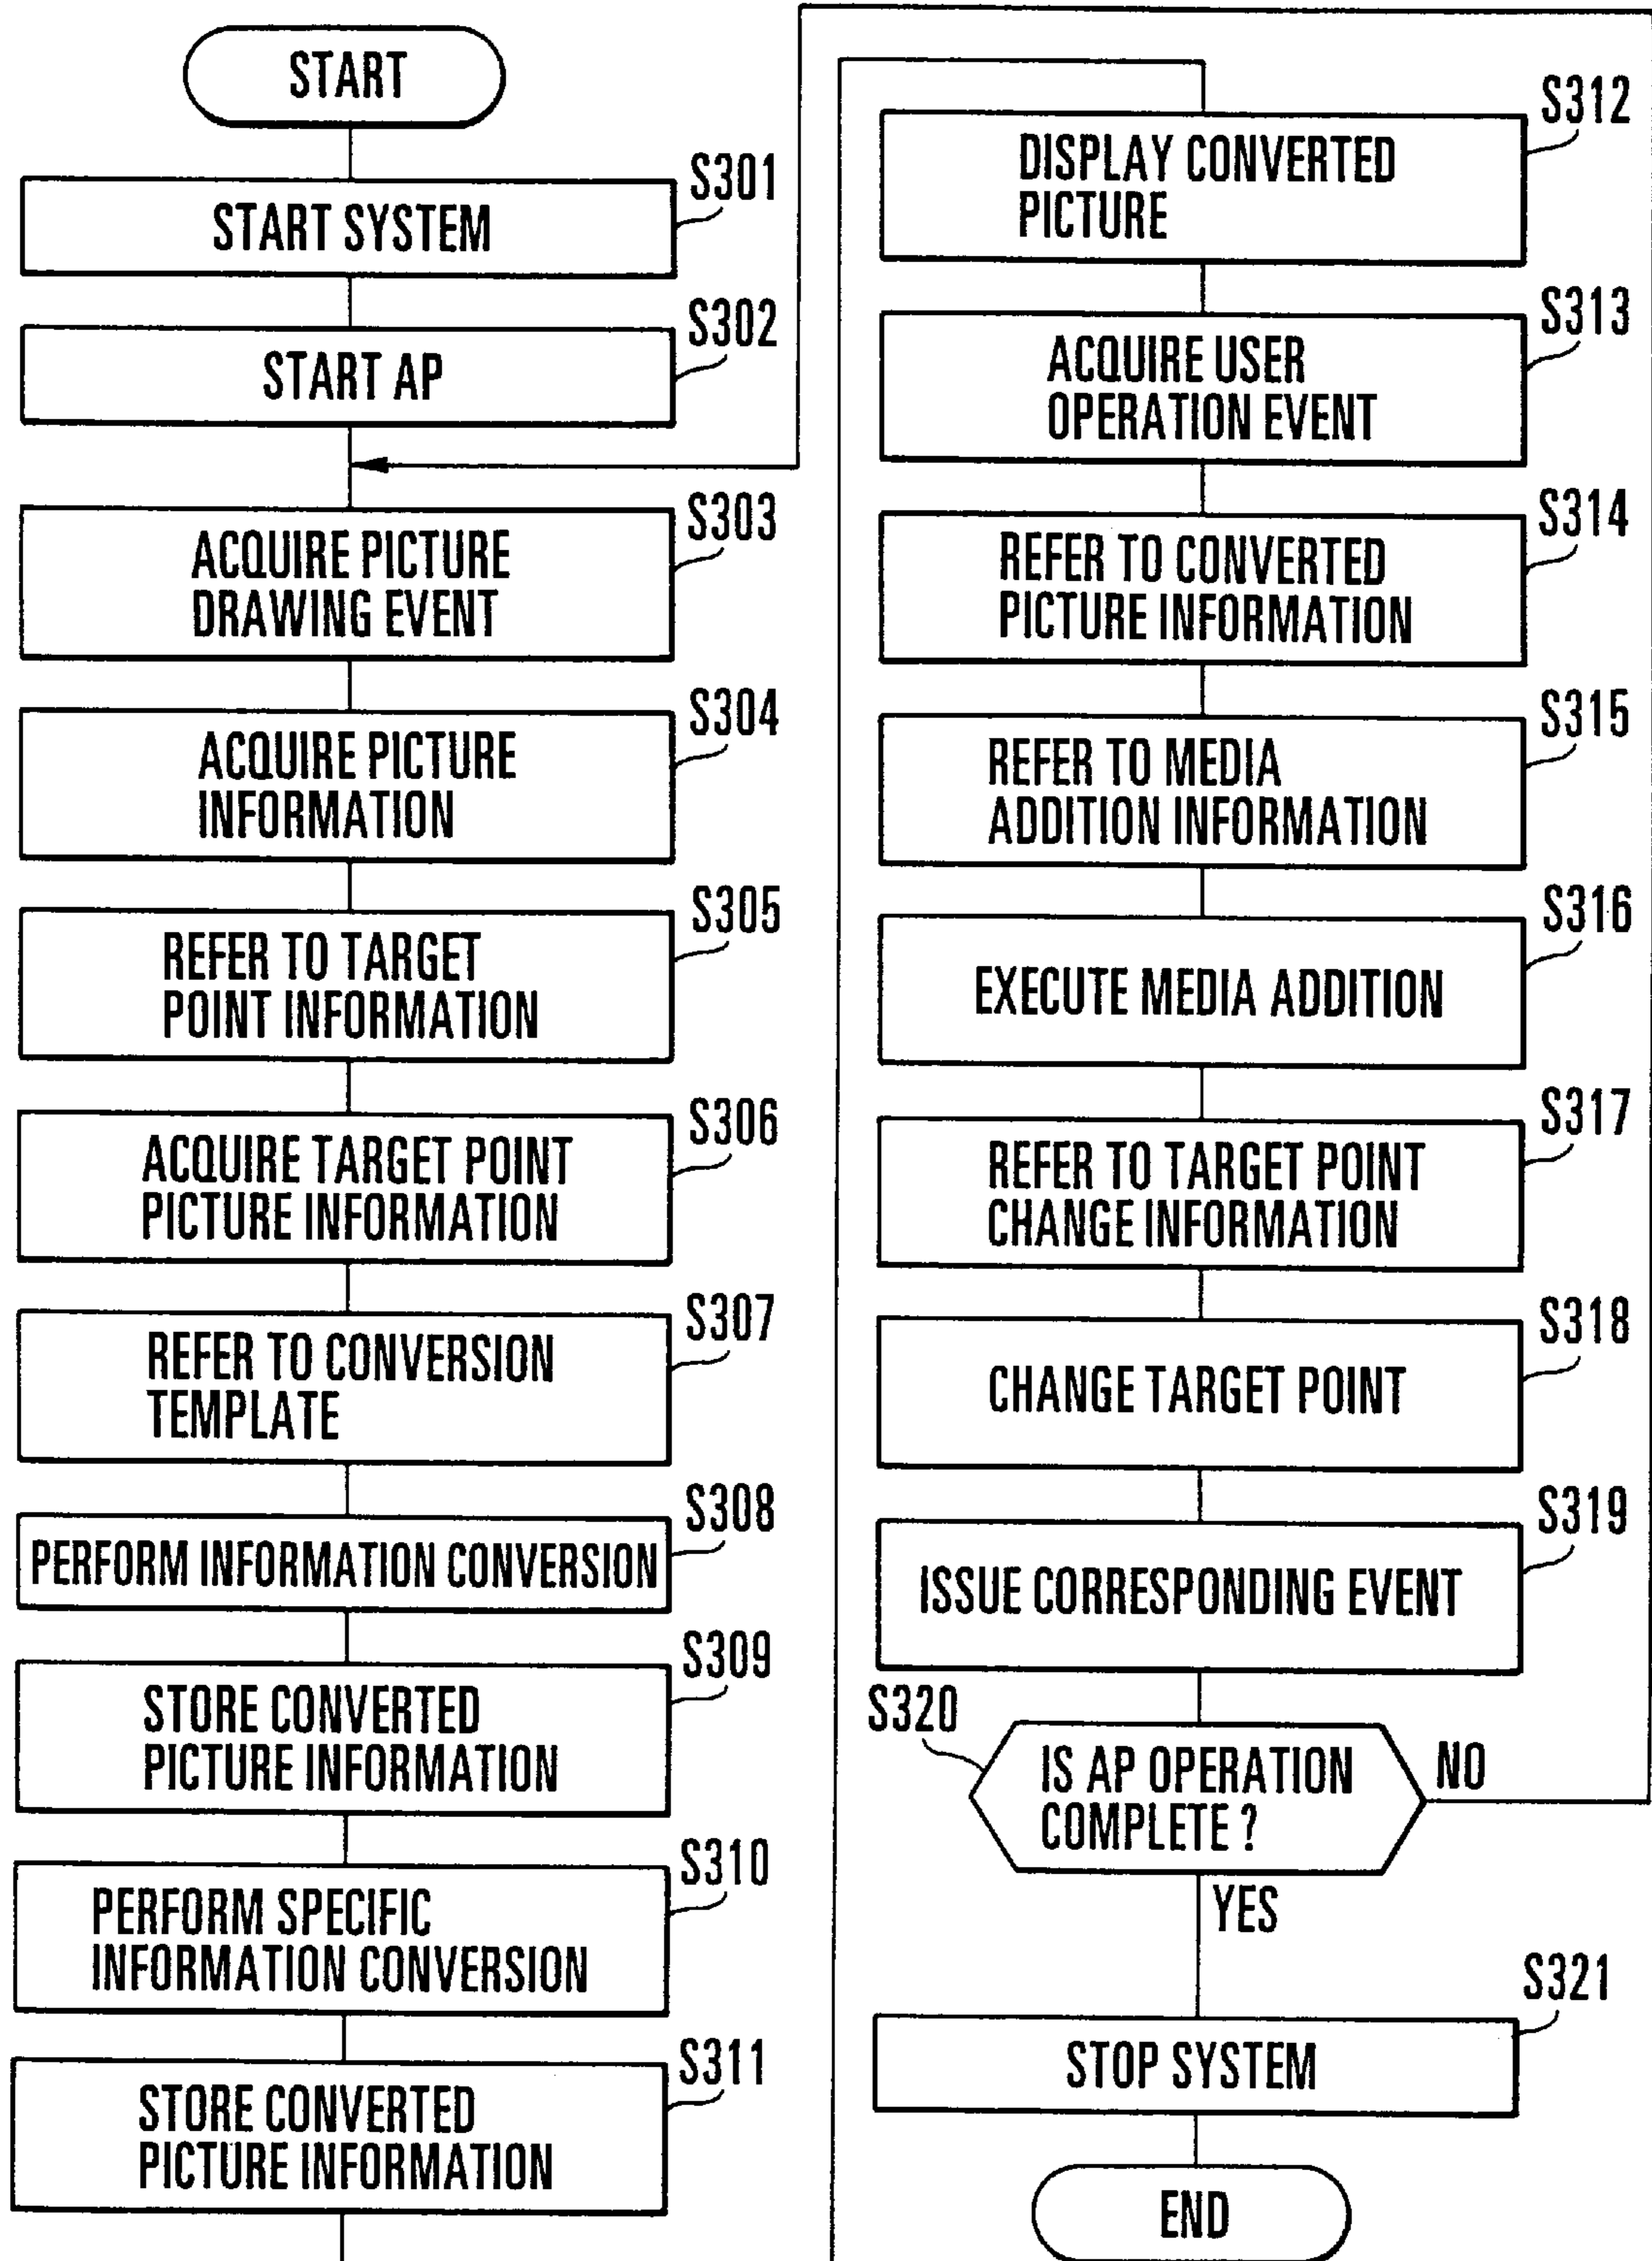 START
S301
START SYSTEM
S302
START AP
S303
ACQUIRE PICTURE
DRAWING EVENT
S304
ACQUIRE PICTURE
INFORMATION
S305
REFER TO TARGET
POINT INFORMATION
S306
ACQUIRE TARGET POINT
PICTURE INFORMATION
S307
REFER TO CONVERSION
TEMPLATE
S308
PERFORM INFORMATION CONVERSION
S309
STORE CONVERTED
PICTURE INFORMATION
S310
PERFORM SPECIFIC
INFORMATION CONVERSION
S311
STORE CONVERTED
PICTURE INFORMATION
S312
DISPLAY CONVERTED
PICTURE
S313
ACQUIRE USER
OPERATION EVENT
S314
REFER TO CONVERTED
PICTURE INFORMATION
S315
REFER TO MEDIA
ADDITION INFORMATION
S316
EXECUTE MEDIA ADDITION
S317
REFER TO TARGET POINT
CHANGE INFORMATION
S318
CHANGE TARGET POINT
S319
ISSUE CORRESPONDING EVENT
S320
IS AP OPERATION
COMPLETE ?
NO
YES
S321
STOP SYSTEM
END